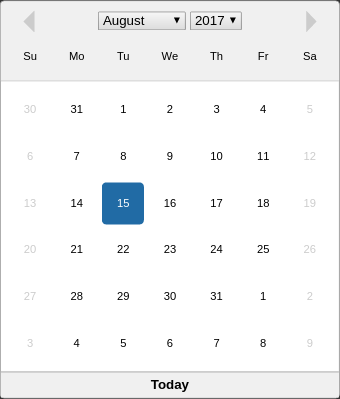 August 2017
Su Mo Tu We Th Fr Sa
30 31 1 2 3 4 5
6 7 8 9 10 11 12
13 14 15 16 17 18 19
20 21 22 23 24 25 26
27 28 29 30 31 1 2
3 4 5 6 7 8 9
Today